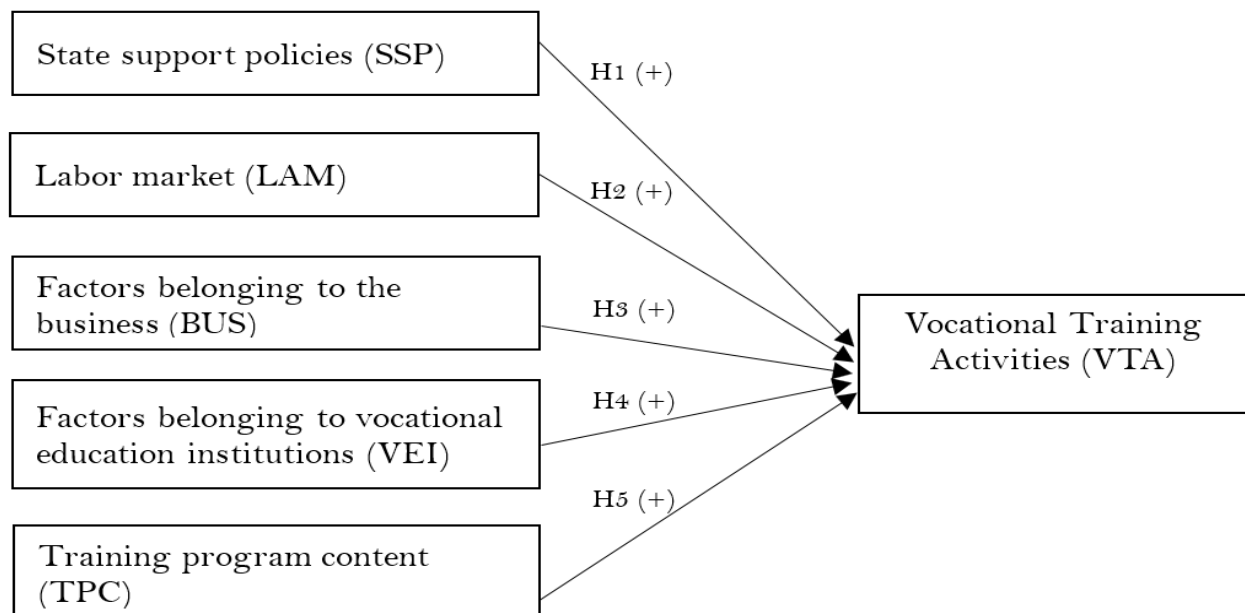 State support policies (SSP)
H1 (+)
Labor market (LAM)
H2 (+)
Factors belonging to the
business (BUS)
H3 (+)
Vocational Training
Activities (VTA)
Factors belonging to vocational
education institutions (VEI)
H4 (+)
H5 (+)
Training program content
(TPC)